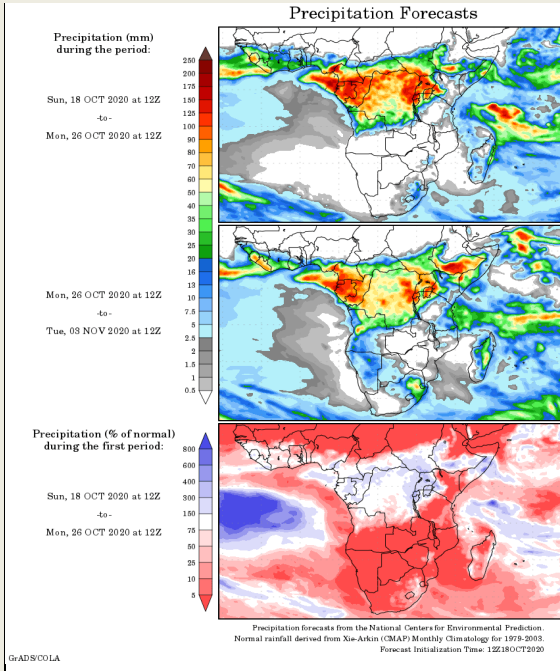 Precipitation Forecasts
Precipitation (mm)
during the period:
Sun, 18 OCT 2020 at 12Z
-to-
Mon, 26 OCT 2020 at 12Z
250
200
175
150
125
100
90
80
70
60
50
40
35
30
25
20
16
13
10
7.5
5
2.5
2
1.5
1
0.5
Mon, 26 OCT 2020 at 12Z
-to-
Tue, 03 NOV 2020 at 12Z
Precipitation (% of normal)
during the first period:
Sun, 18 OCT 2020 at 12Z
-to-
Mon, 26 OCT 2020 at 12Z
800
600
400
300
150
75
50
25
10
5
Precipitation forecasts from the National Centers for Environmental Prediction.
Normal rainfall derived from Xie-Arkin (CMAP) Monthly Climatology for 1979-2003.
Forecast Initialization Time: 12Z18OCT2020
GrADS/COLA